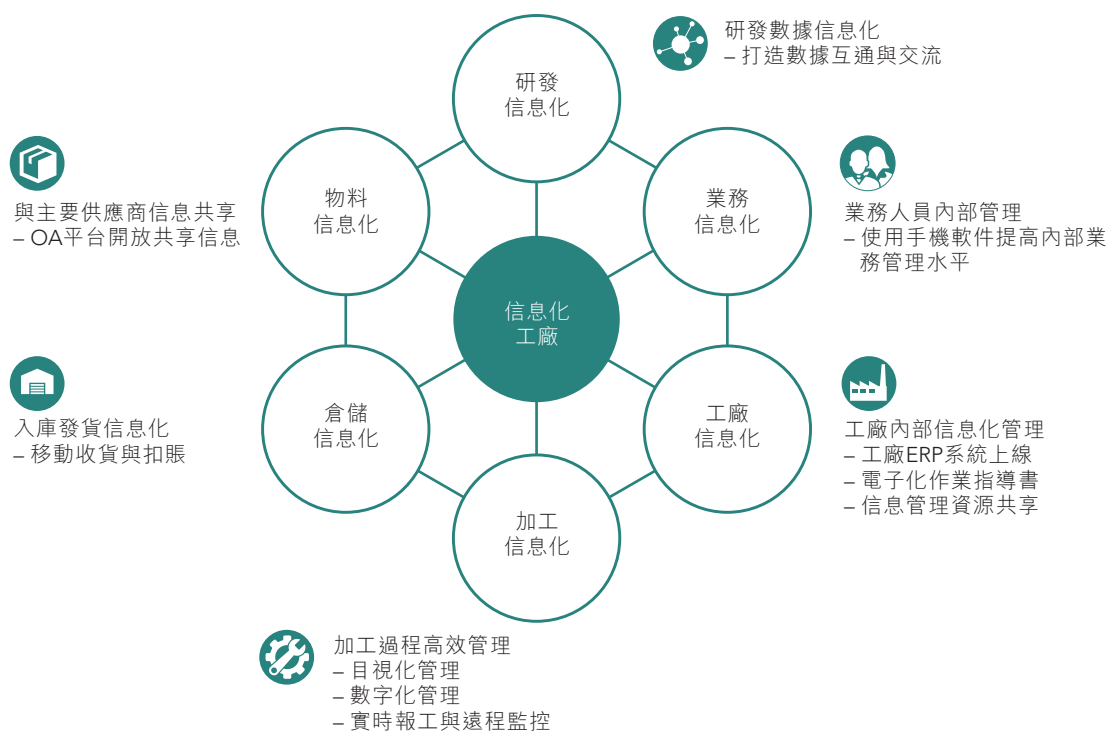 研發數據信息化
– 打造數據互通與交流
研發
信息化
物料
信息化
業務
信息化
與主要供應商信息共享
– OA平台開放共享信息
業務人員內部管理
– 使用手機軟件提高內部業
務管理水平
信息化
工廠
倉儲
信息化
工廠
信息化
入庫發貨信息化
– 移動收貨與扣賬
工廠內部信息化管理
– 工廠ERP系統上線
– 電子化作業指導書
– 信息管理資源共享
加工
信息化
加工過程高效管理
– 目視化管理
– 數字化管理
– 實時報工與遠程監控